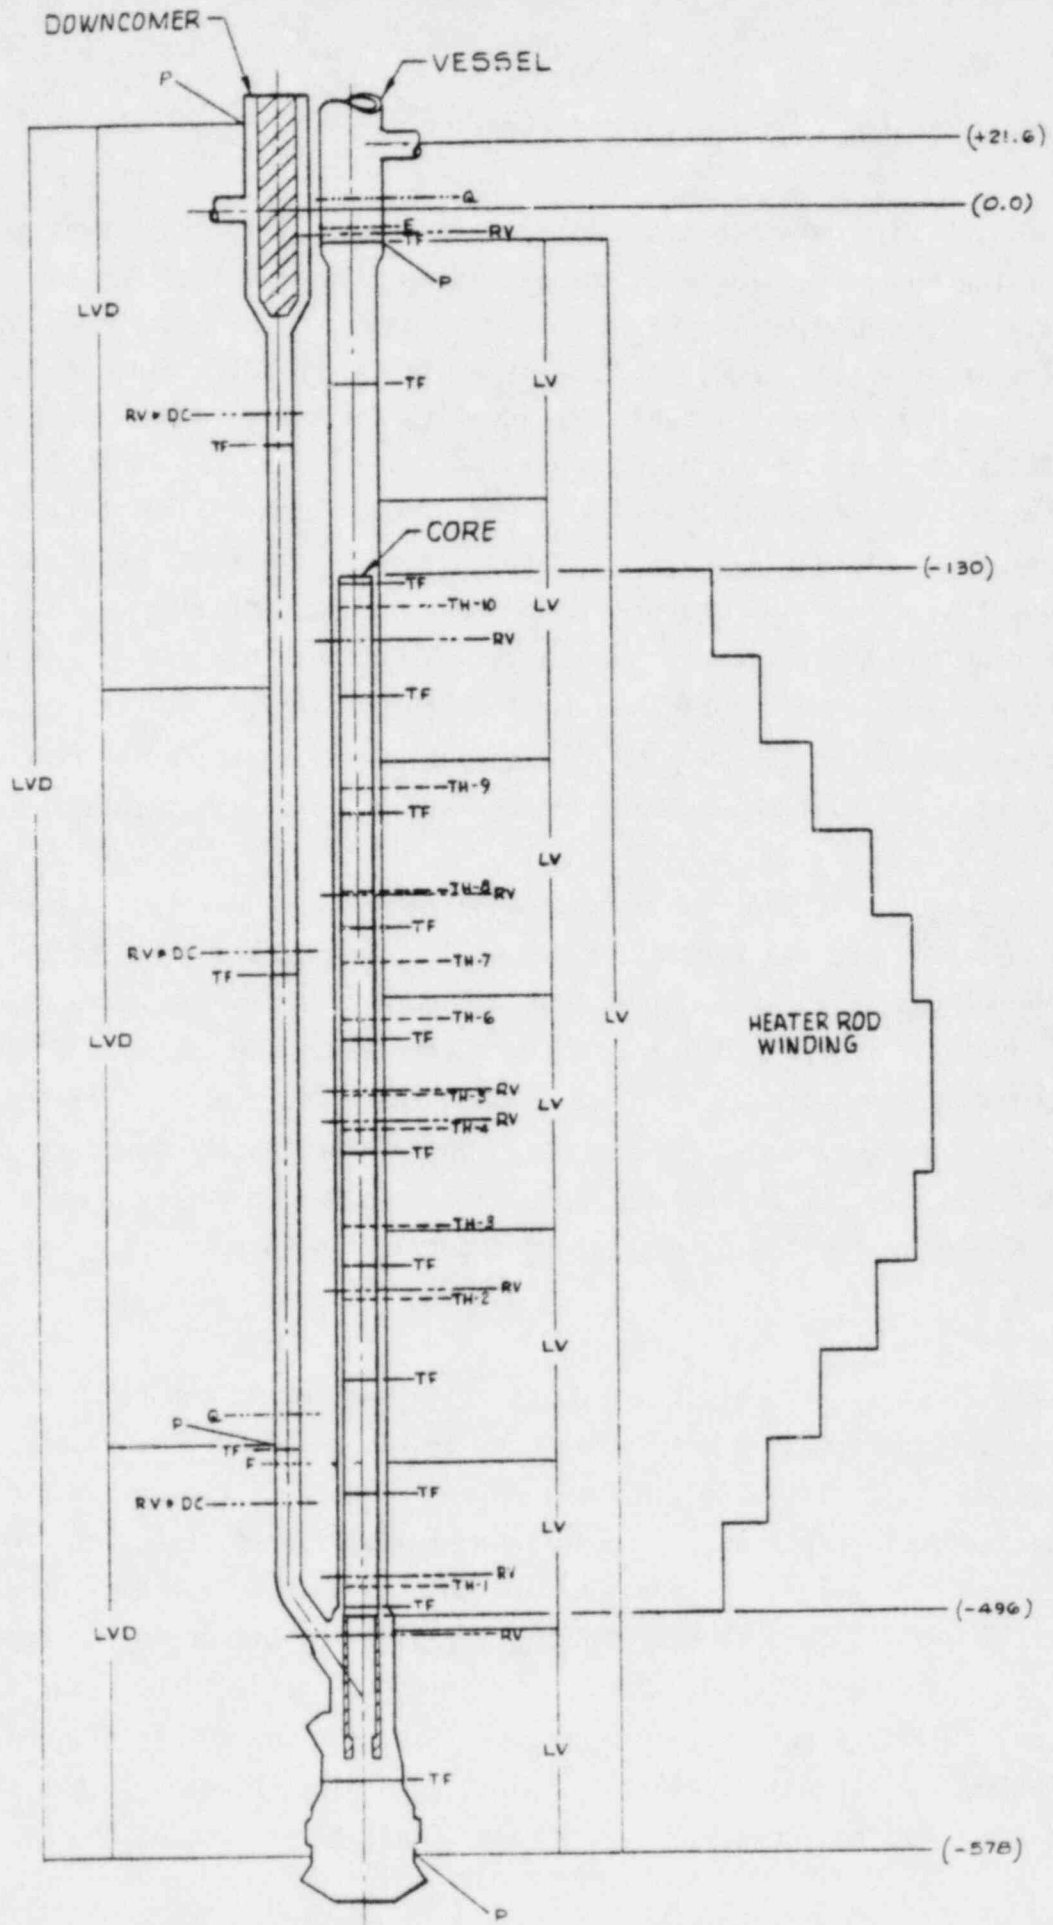 DOWNCOMER
VESSEL
P
(+21.6)
Q
(0.0)
E
RV
TF
P
LVD
TF
LV
RV*DC
TF
CORE
TF
(-130)
TH-10
LV
RV
TF
LVD
TH-9
TF
LV
TH-8
RV
TF
RV*DC
TH-7
TF
LV
TH-6
HEATER ROD
WINDING
TF
LVD
RV
TH-5
LV
RV
TH-4
TF
TH-3
TF
RV
TH-2
LV
TF
Q
P
TF
F
TF
RV*DC
LV
RV
TH-1
TF
(-496)
LVD
RV
LV
TF
(-578)
P